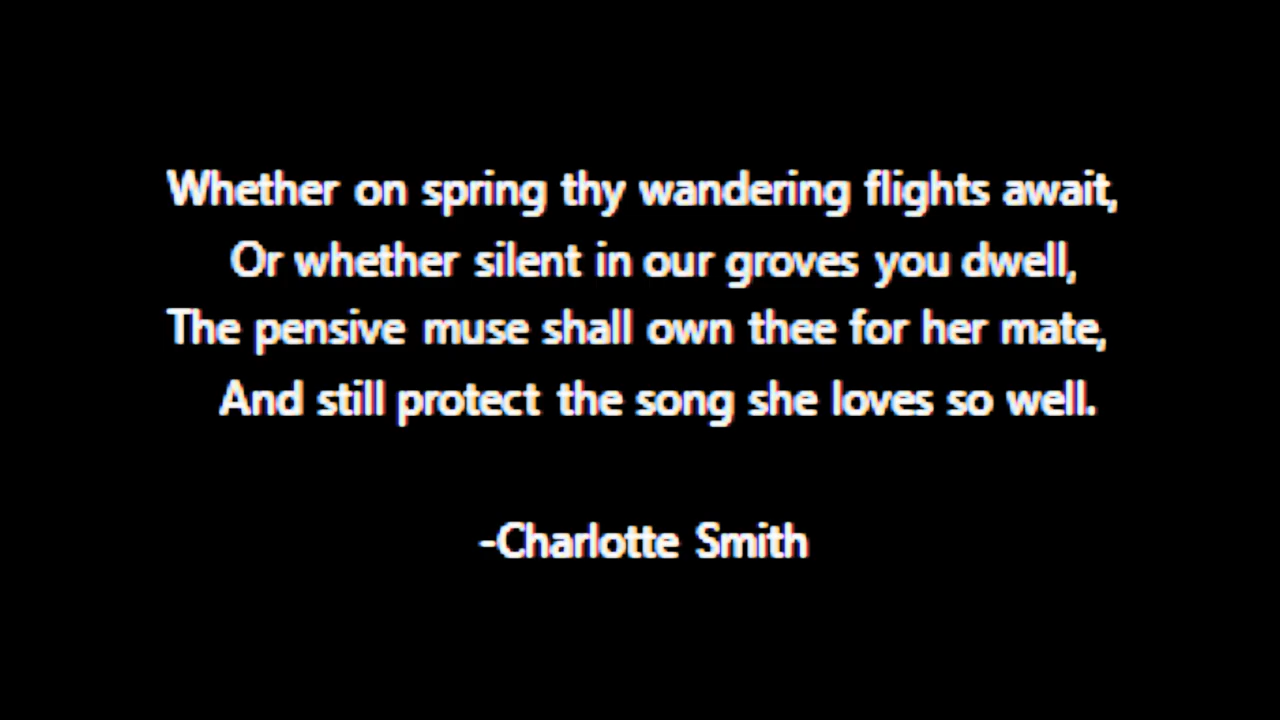 Whether on spring thy wandering flights await,
Or whether silent in our groves you dwell,
The pensive muse shall own thee for her mate,
And still protect the song she loves so well.
-Charlotte Smith